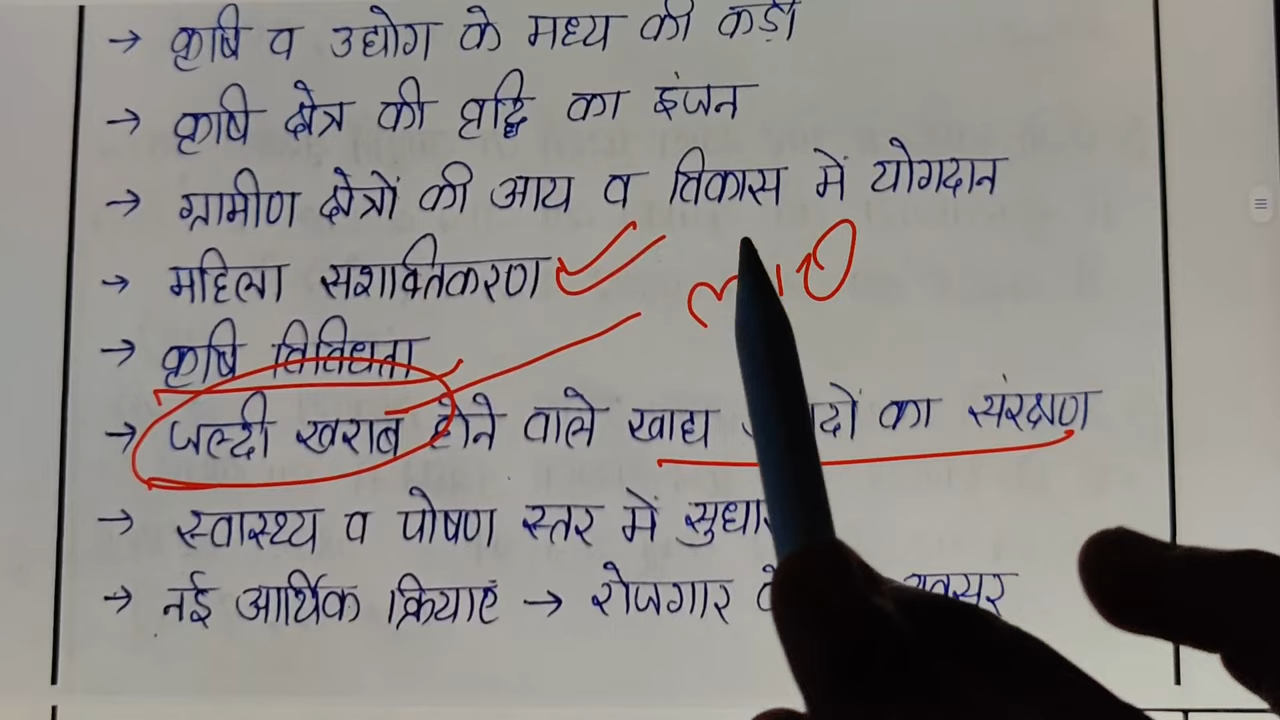 → कृषि व उद्योग के मध्य की कड़ी
→ कृषि क्षेत्र की वृद्धि का इंजन
→ ग्रामीण क्षेत्रों की आय व विकास में योगदान
→ महिला सशक्तिकरण
→ कृषि विविधता
→ जल्दी खराब होने वाले खाद्य का संरक्षण
→ स्वास्थ्य व पोषण स्तर में
→ नई आर्थिक क्रियाएं → रोजगार